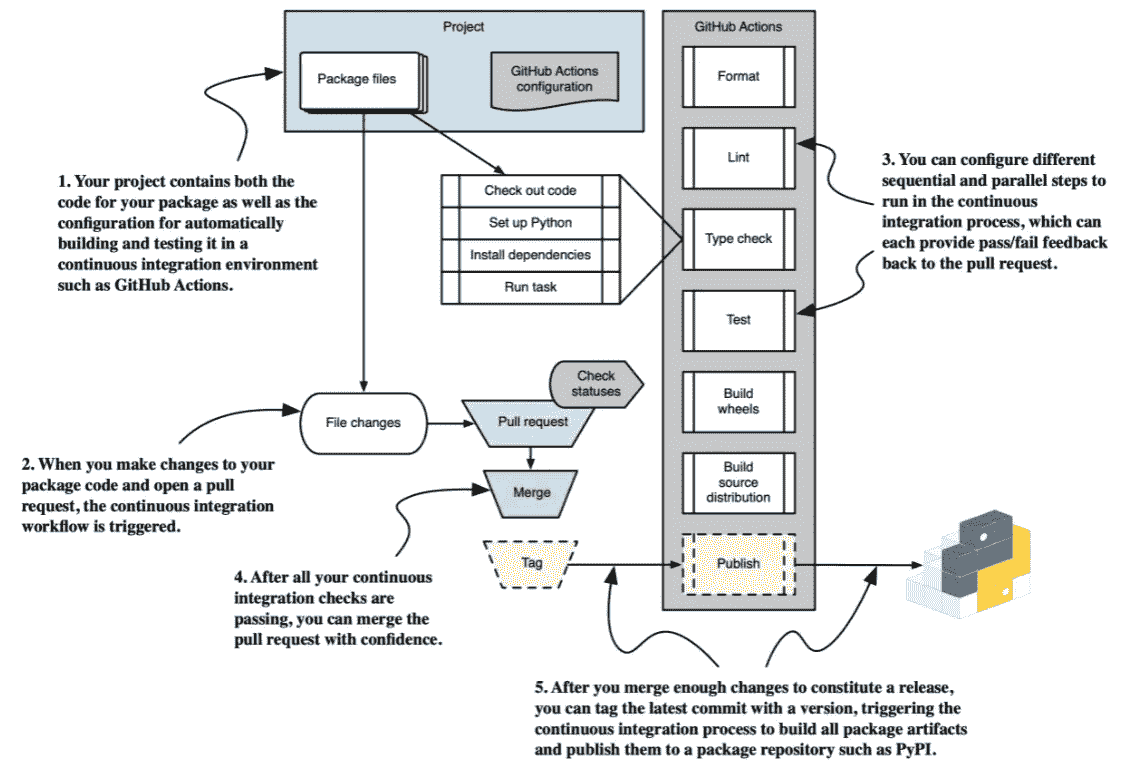 Project
Package files
GitHub Actions
configuration
GitHub Actions
Format
Lint
Type check
Test
Build
wheels
Build
source
distribution
Publish
Check out code
Set up Python
Install dependencies
Run task
1. Your project contains both the
code for your package as well as the
configuration for automatically
building and testing it in a
continuous integration environment
such as GitHub Actions.
3. You can configure different
sequential and parallel steps to
run in the continuous
integration process, which can
each provide pass/fail feedback
back to the pull request.
File changes
Check
statuses
Pull request
Merge
Tag
2. When you make changes to your
package code and open a pull
request, the continuous integration
workflow is triggered.
4. After all your continuous
integration checks are
passing, you can merge the
pull request with confidence.
5. After you merge enough changes to constitute a release,
you can tag the latest commit with a version, triggering the
continuous integration process to build all package artifacts
and publish them to a package repository such as PyPI.